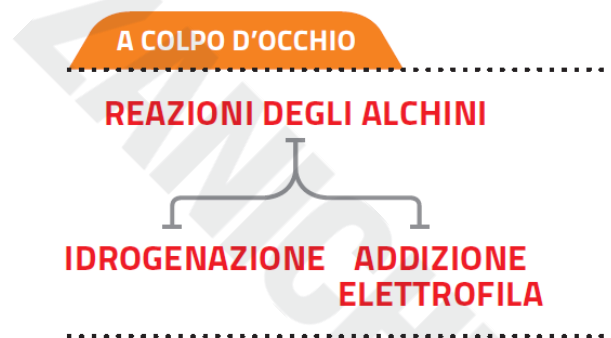 A COLPO D'OCCHIO
REAZIONI DEGLI ALCHINI
IDROGENAZIONE ADDIZIONE
ELETTROFILA